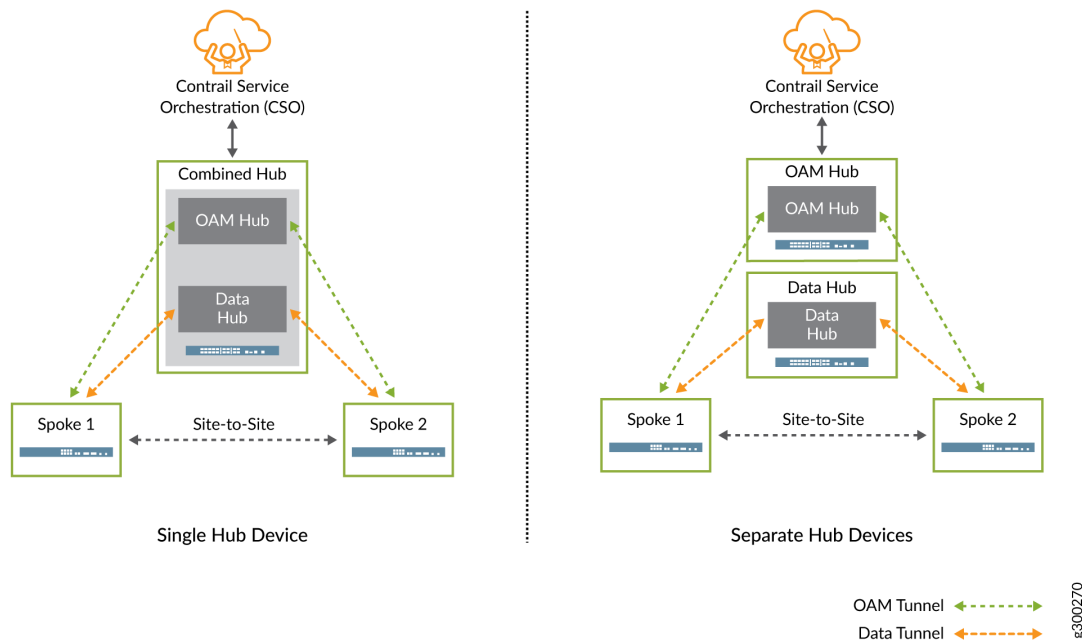 Contrail Service
Orchestration (CSO)
Combined Hub
OAM Hub
Data
Hub
Spoke 1
Site-to-Site
Spoke 2
Single Hub Device
Contrail Service
Orchestration (CSO)
OAM Hub
OAM Hub
Data Hub
Data
Hub
Spoke 1
Site-to-Site
Spoke 2
Separate Hub Devices
OAM Tunnel
Data Tunnel
g300270